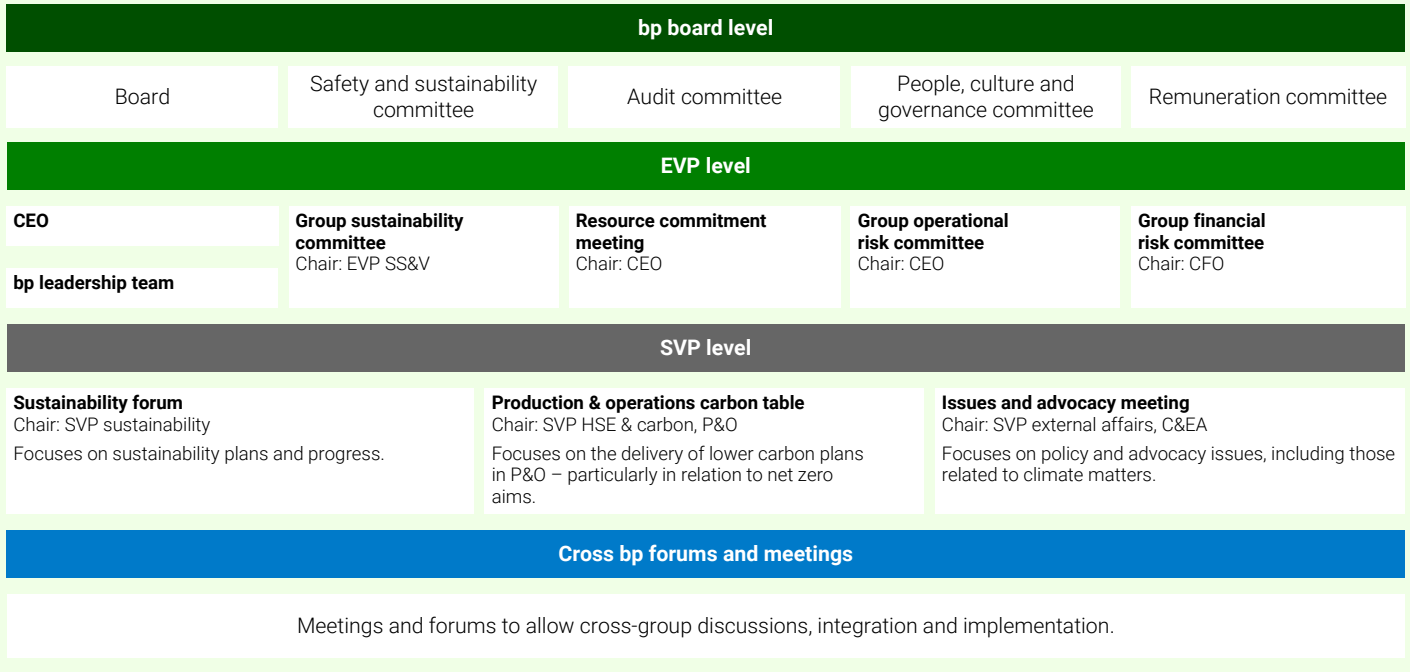 bp board level
Board
Safety and sustainability
committee
Audit committee
People, culture and
governance committee
Remuneration committee
EVP level
CEO
bp leadership team
Group sustainability
committee
Chair: EVP SS&V
Resource commitment
meeting
Chair: CEO
Group operational
risk committee
Chair: CEO
Group financial
risk committee
Chair: CFO
SVP level
Sustainability forum
Chair: SVP sustainability
Focuses on sustainability plans and progress.
Production & operations carbon table
Chair: SVP HSE & carbon, P&O
Focuses on the delivery of lower carbon plans
in P&O – particularly in relation to net zero
aims.
Issues and advocacy meeting
Chair: SVP external affairs, C&EA
Focuses on policy and advocacy issues, including those
related to climate matters.
Cross bp forums and meetings
Meetings and forums to allow cross-group discussions, integration and implementation.